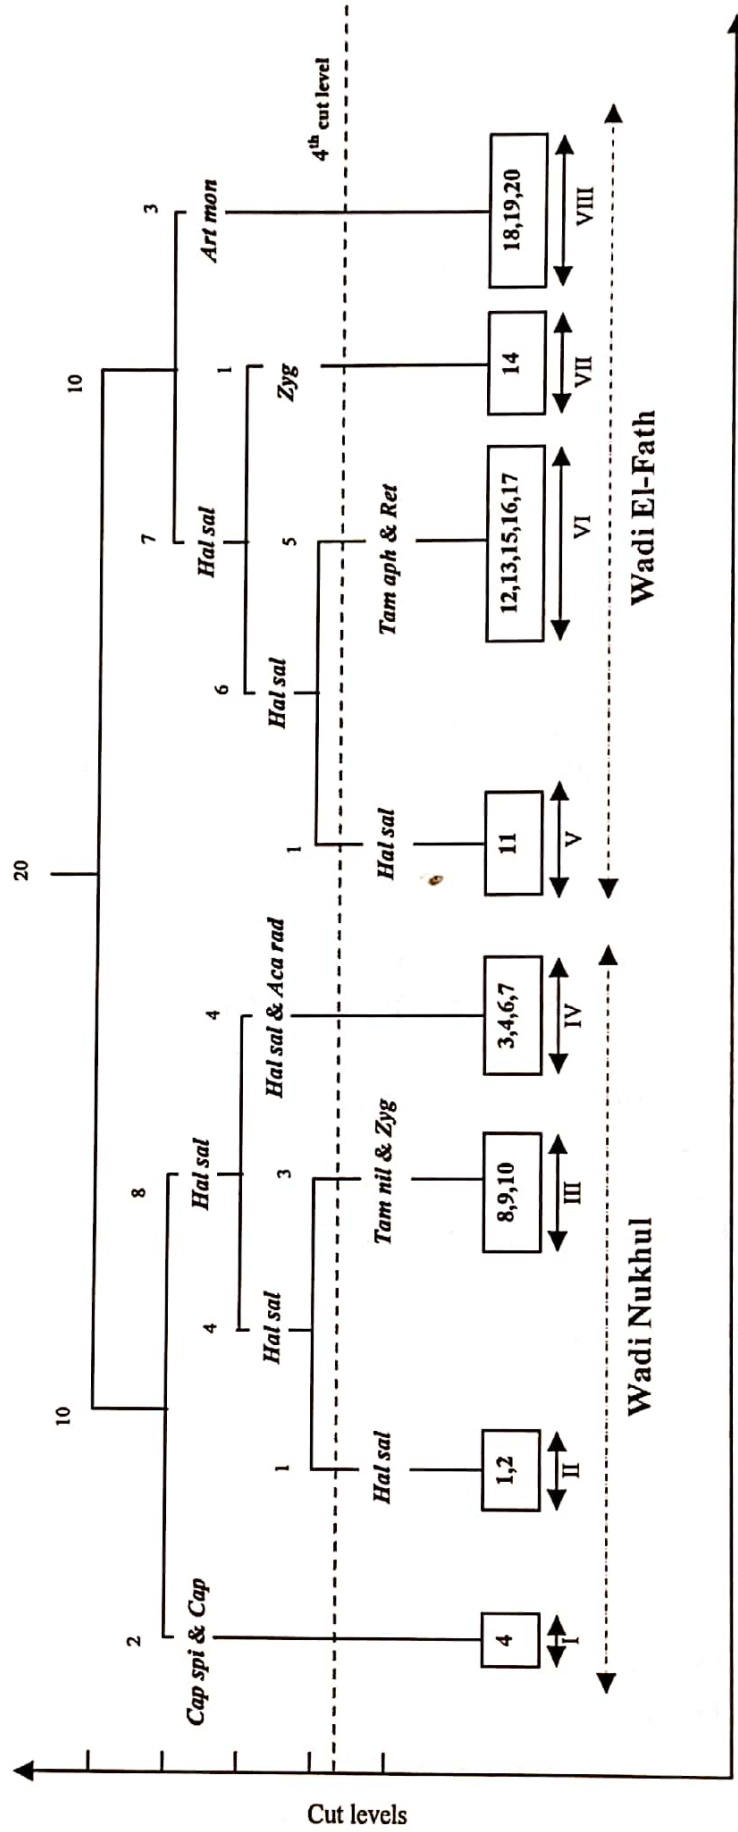 20
10 10
2 8 7 3
Cap spi & Cap Hal sal Hal sal Art mon
4 4 6 1
Hal sal Hal sal & Aca rad Hal sal Zyg
1 3 1 5
4th cut level
Hal sal Tam nil & Zyg Hal sal Tam aph & Ret
4 1,2 8,9,10 3,4,6,7 11 12,13,15,16,17 14 18,19,20
I II III IV V VI VII VIII
Wadi Nukhul Wadi El-Fath
Cut levels